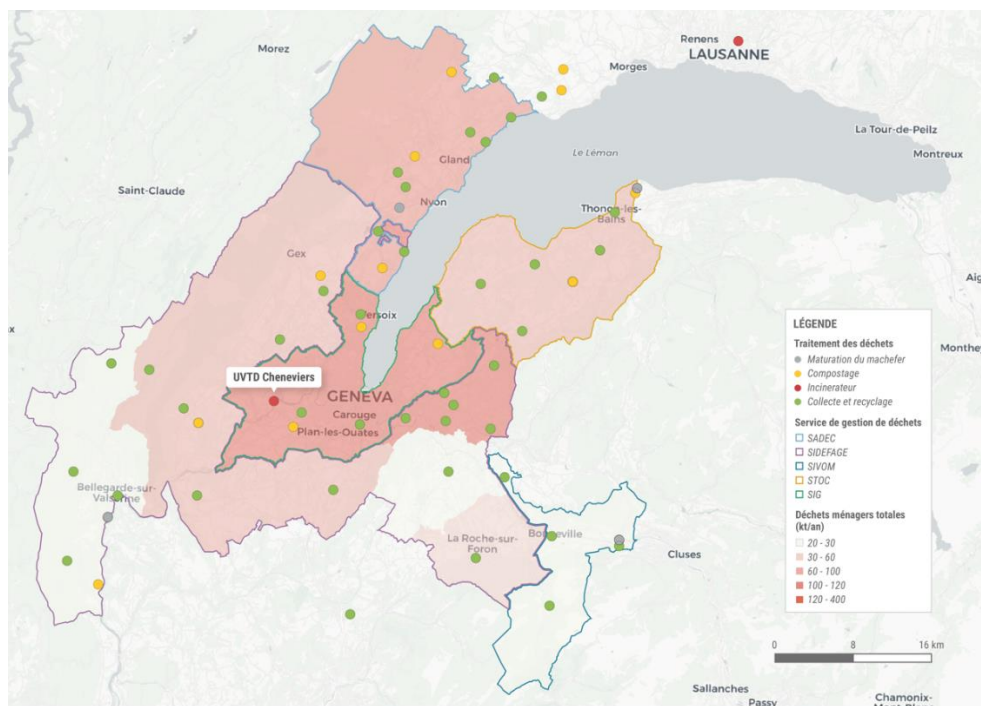 Morez
Renens
LAUSANNE
Morges
La Tour-de-Peilz
Montreux
Le Léman
Gland
Saint-Claude
Nyon
Thonon-les-
Bains
Gex
Versoix
UVTD Cheneviers
GENEVA
Carouge
Plan-les-Ouates
Bellegarde-sur-
Valserine
La Roche-sur-
Foron
Bonneville
Cluses
Aig
Monthey
LÉGENDE
Traitement des déchets
Maturation du machefer
Compostage
Incinerateur
Collecte et recyclage
Service de gestion de déchets
SADEC
SIDEFAGE
SIVOM
STOC
SIG
Déchets ménagers totales
(kt/an)
20 - 30
30 - 60
60 - 100
100 - 120
120 - 400
0 8 16 km
Sallanches
Passy
Chamonix-